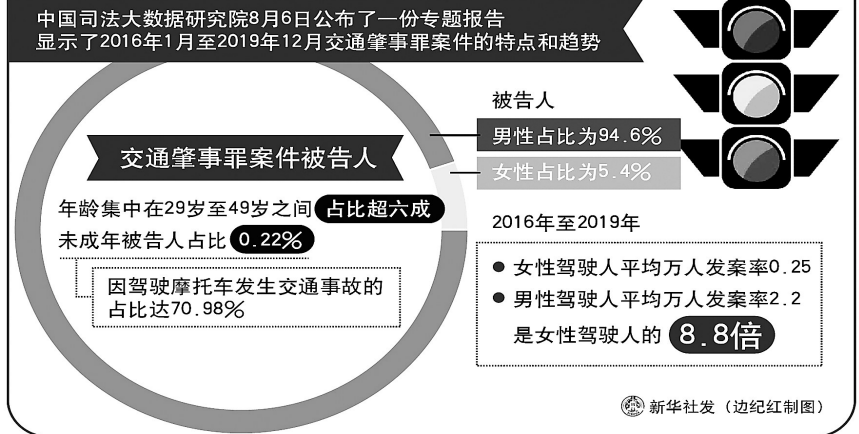 中国司法大数据研究院8月6日公布了一份专题报告
显示了2016年1月至2019年12月交通肇事罪案件的特点和趋势
被告人
男性占比为94.6%
女性占比为5.4%
交通肇事罪案件被告人
年龄集中在29岁至49岁之间 占比超六成
未成年被告人占比 0.22%
因驾驶摩托车发生交通事故的
占比达70.98%
2016年至2019年
● 女性驾驶人平均万人发案率0.25
● 男性驾驶人平均万人发案率2.2
是女性驾驶人的 8.8倍
新华社发（边纪红制图）